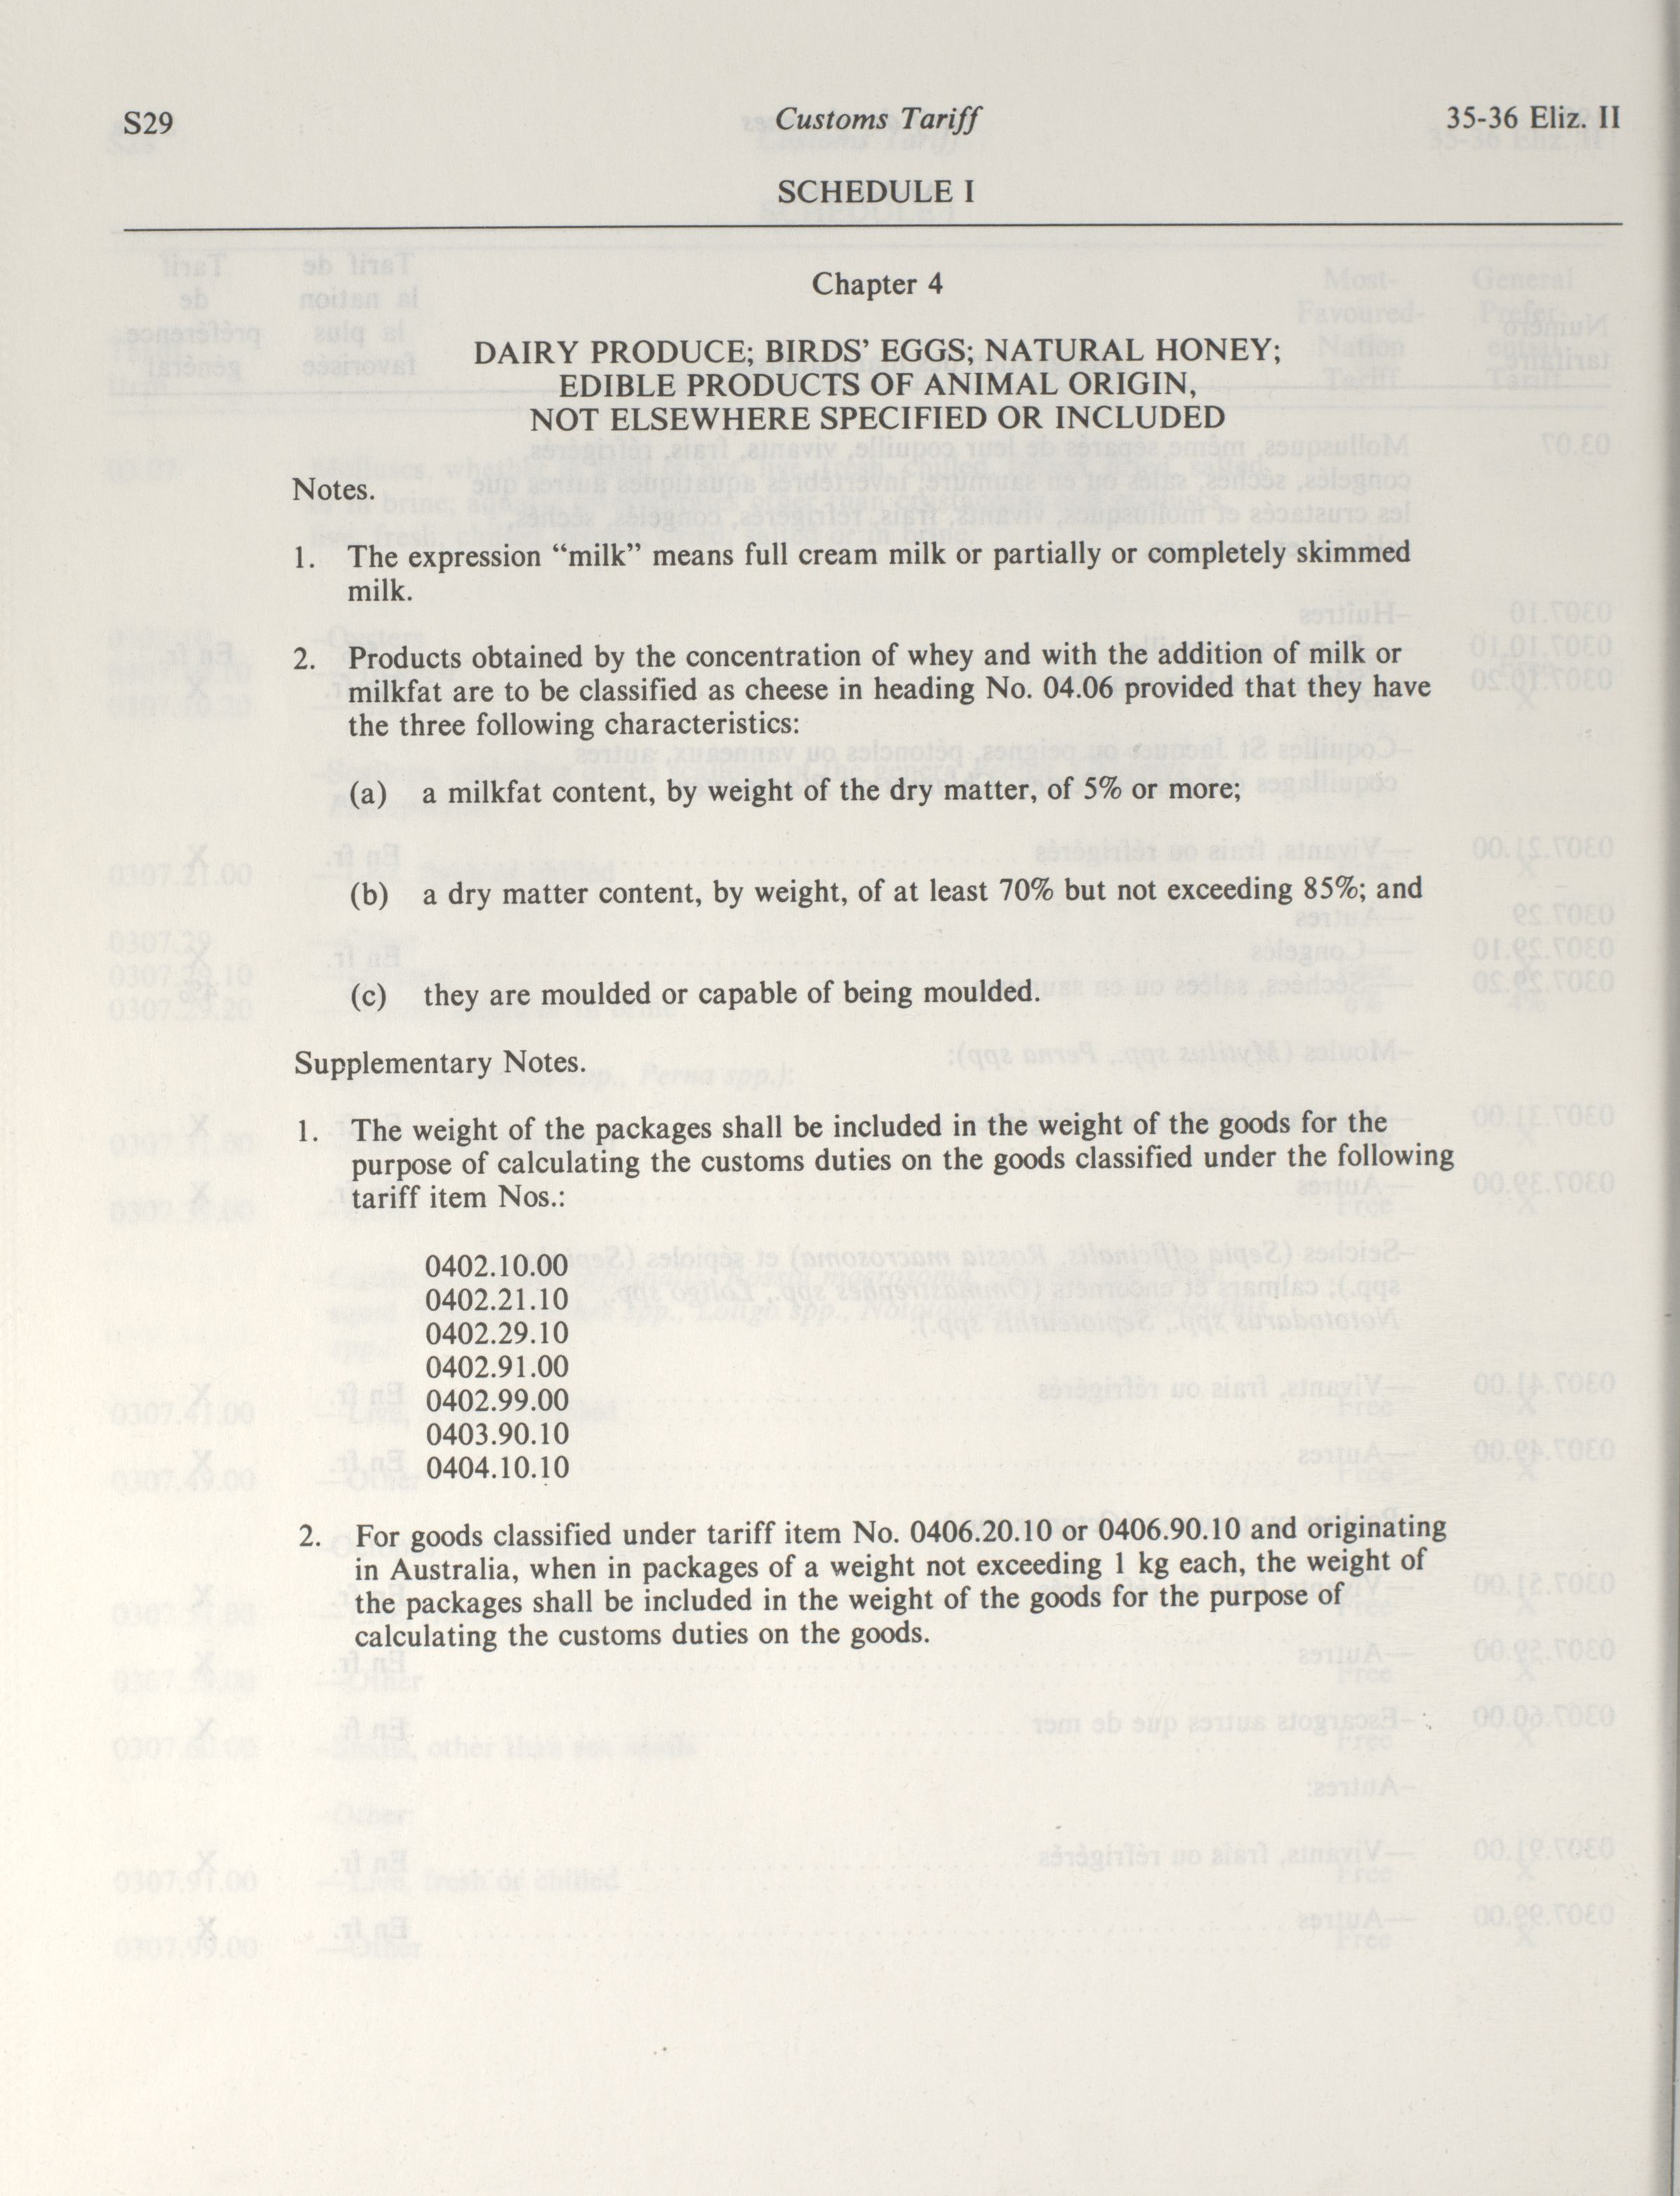 S29 Customs Tariff 35-36 Eliz. II
SCHEDULE I
Chapter 4
DAIRY PRODUCE; BIRDS’ EGGS; NATURAL HONEY;
EDIBLE PRODUCTS OF ANIMAL ORIGIN,
NOT ELSEWHERE SPECIFIED OR INCLUDED
Notes.
1. The expression “milk” means full cream milk or partially or completely skimmed
milk.
2. Products obtained by the concentration of whey and with the addition of milk or
milkfat are to be classified as cheese in heading No. 04.06 provided that they have
the three following characteristics:
(a) a milkfat content, by weight of the dry matter, of 5% or more;
(b) a dry matter content, by weight, of at least 70% but not exceeding 85%; and
(c) they are moulded or capable of being moulded.
Supplementary Notes.
1. The weight of the packages shall be included in the weight of the goods for the
purpose of calculating the customs duties on the goods classified under the following
tariff item Nos.:
0402.10.00
0402.21.10
0402.29.10
0402.91.00
0402.99.00
0403.90.10
0404.10.10
2. For goods classified under tariff item No. 0406.20.10 or 0406.90.10 and originating
in Australia, when in packages of a weight not exceeding 1 kg each, the weight of
the packages shall be included in the weight of the goods for the purpose of
calculating the customs duties on the goods.